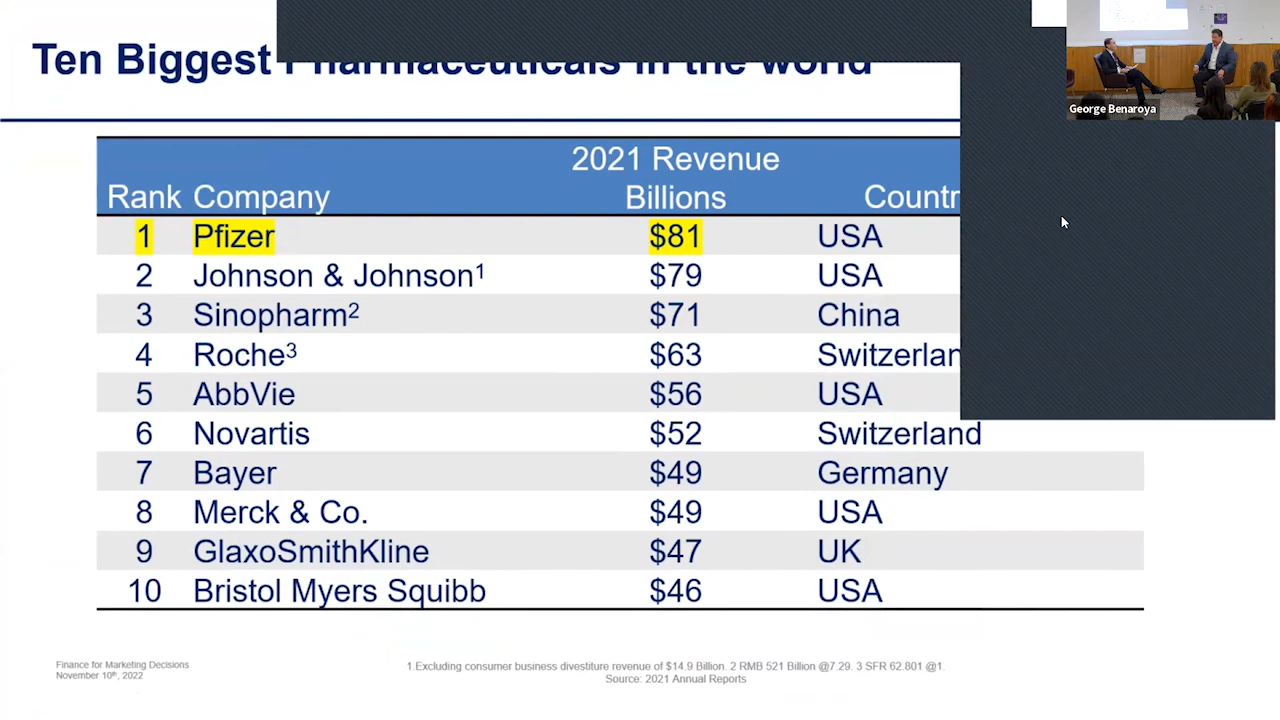 Ten Biggest Pharmaceuticals in the world
George Benaroya
2021 Revenue
Rank Company Billions Countr
1 Pfizer $81 USA
2 Johnson & Johnson¹ $79 USA
3 Sinopharm² $71 China
4 Roche³ $63 Switzerlan
5 AbbVie $56 USA
6 Novartis $52 Switzerland
7 Bayer $49 Germany
8 Merck & Co. $49 USA
9 GlaxoSmithKline $47 UK
10 Bristol Myers Squibb $46 USA
Finance for Marketing Decisions
November 10th, 2022
1.Excluding consumer business divestiture revenue of $14.9 Billion. 2 RMB 521 Billion @7.29. 3 SFR 62.801 @1.
Source: 2021 Annual Reports